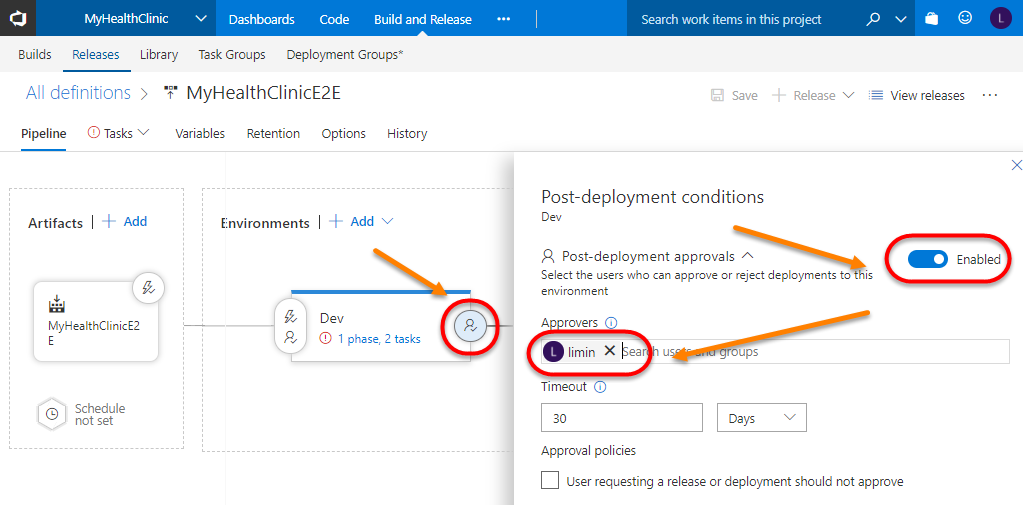 MyHealthClinic Dashboards Code Build and Release ··· Search work items in this project L
Builds Releases Library Task Groups Deployment Groups*
All definitions > MyHealthClinicE2E Save + Release View releases ···
Pipeline Tasks Variables Retention Options History
Post-deployment conditions
Dev
Artifacts + Add Environments + Add
Post-deployment approvals Enabled
Select the users who can approve or reject deployments to this
environment
MyHealthClinicE2
E
Dev
1 phase, 2 tasks
Approvers
L limin Search users and groups
Timeout
30 Days
Schedule
not set
Approval policies
User requesting a release or deployment should not approve